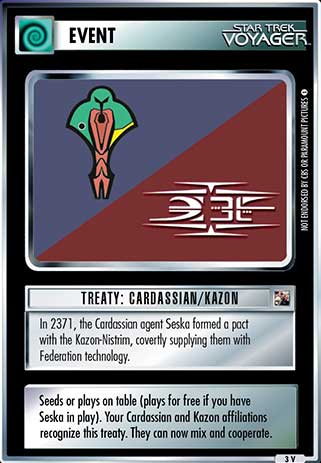 EVENT
STAR TREK
VOYAGER
NOT ENDORSED BY CBS OR PARAMOUNT PICTURES
TREATY: CARDASSIAN/KAZON
In 2371, the Cardassian agent Seska formed a pact
with the Kazon-Nistrim, covertly supplying them with
Federation technology.
Seeds or plays on table (plays for free if you have
Seska in play). Your Cardassian and Kazon affiliations
recognize this treaty. They can now mix and cooperate.
3 V